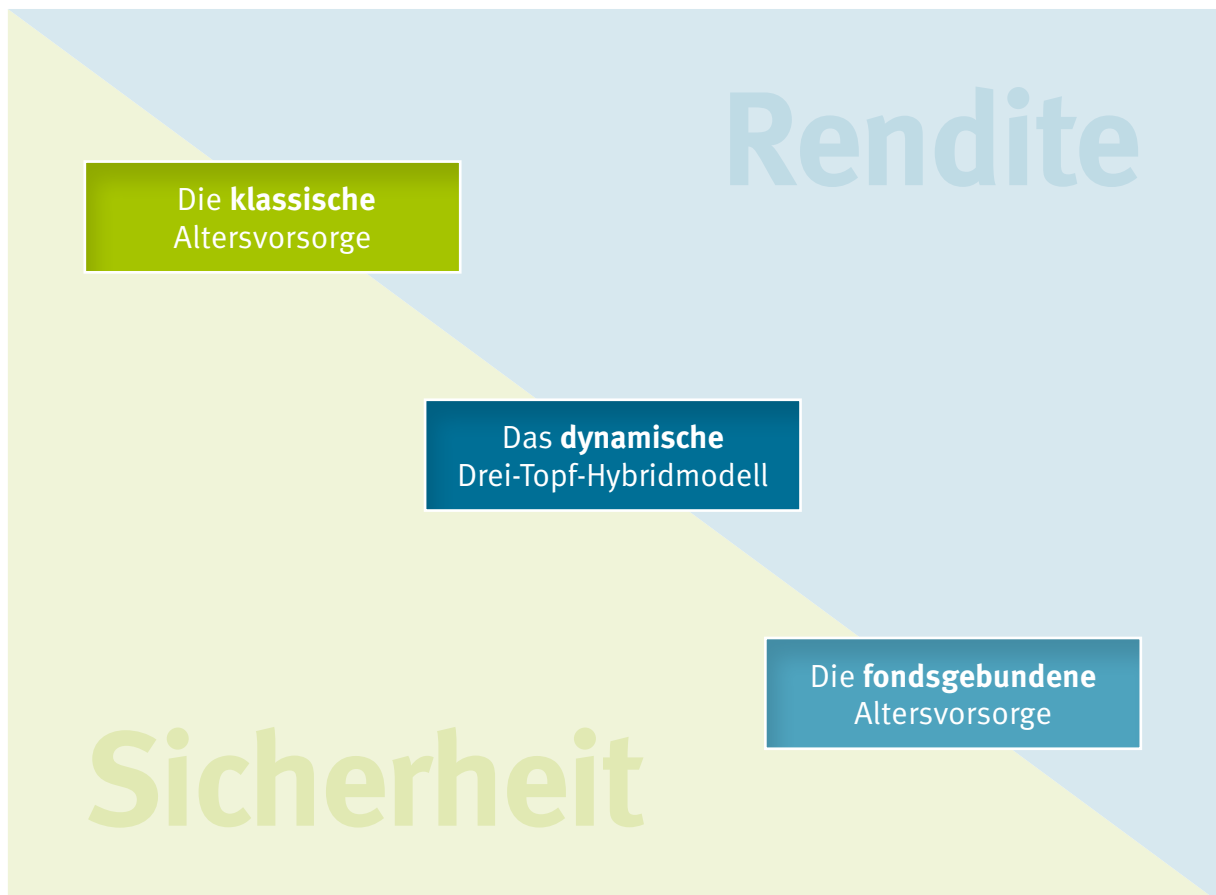 Rendite
Die klassische
Altersvorsorge
Das dynamische
Drei-Topf-Hybridmodell
Die fondsgebundene
Altersvorsorge
Sicherheit